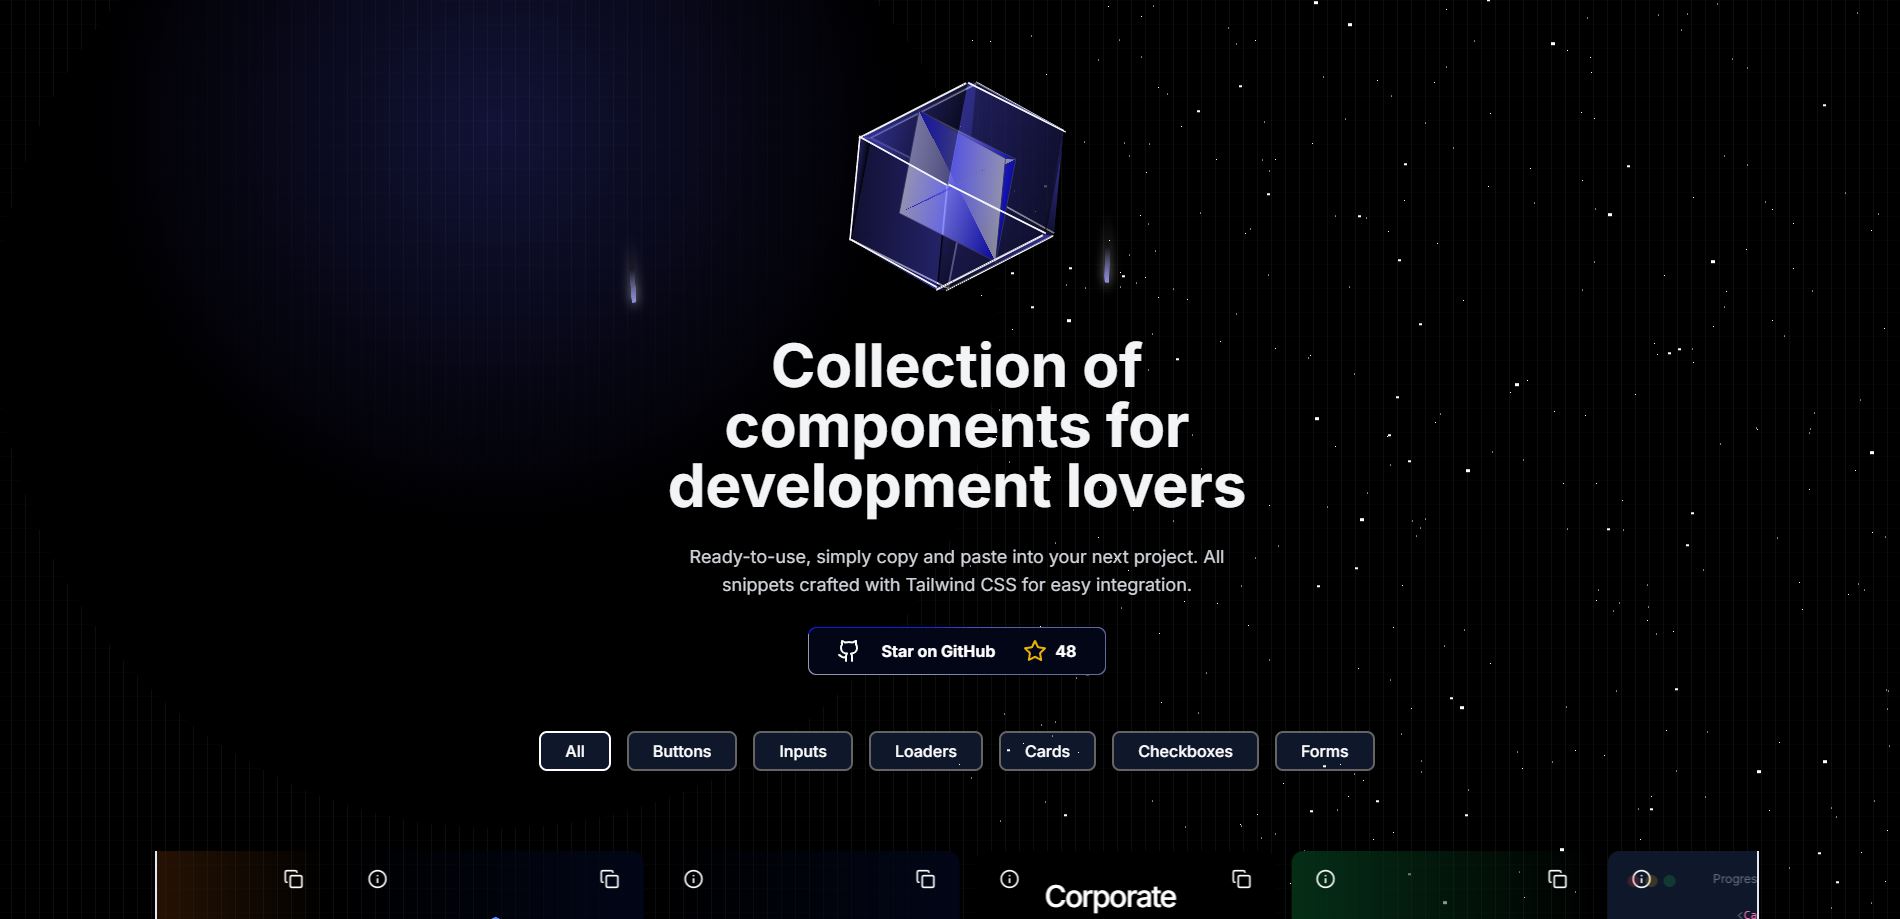 Collection of
components for
development lovers
Ready-to-use, simply copy and paste into your next project. All
snippets crafted with Tailwind CSS for easy integration.
Star on GitHub 48
All Buttons Inputs Loaders Cards Checkboxes Forms
Progres
Corporate
<Ca